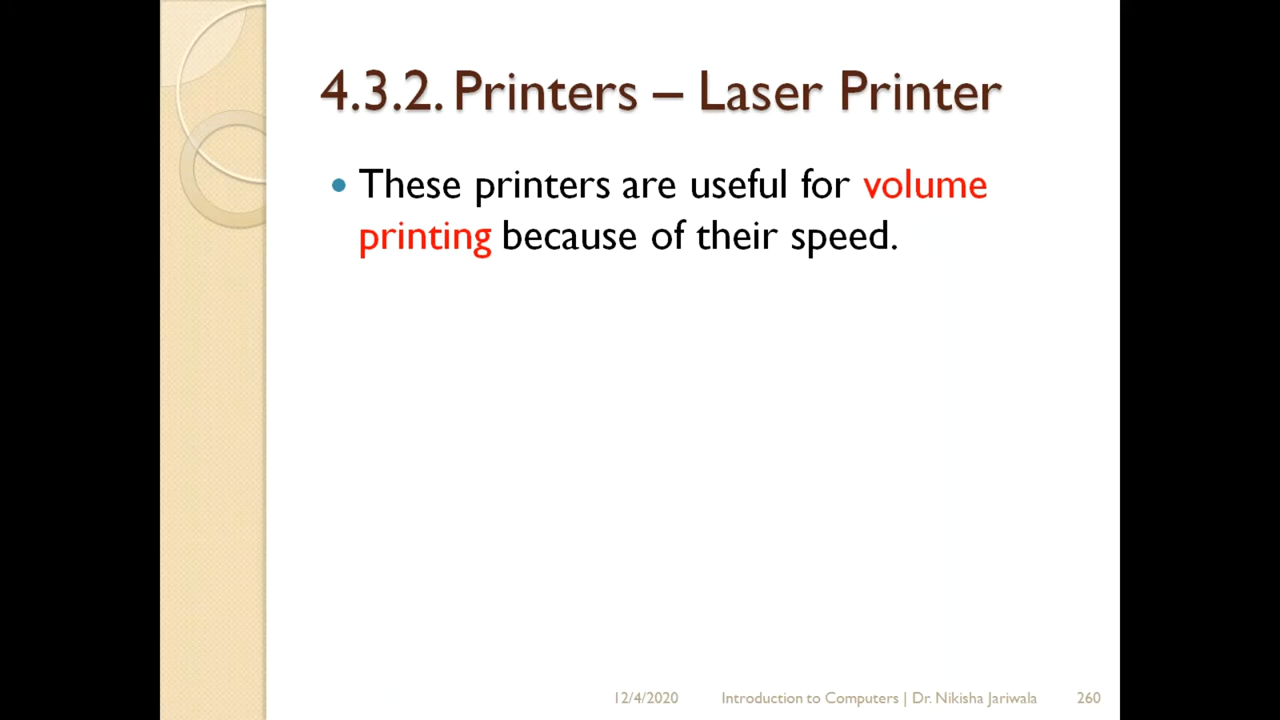 4.3.2. Printers – Laser Printer
• These printers are useful for volume
printing because of their speed.
12/4/2020 Introduction to Computers | Dr. Nikisha Jariwala 260